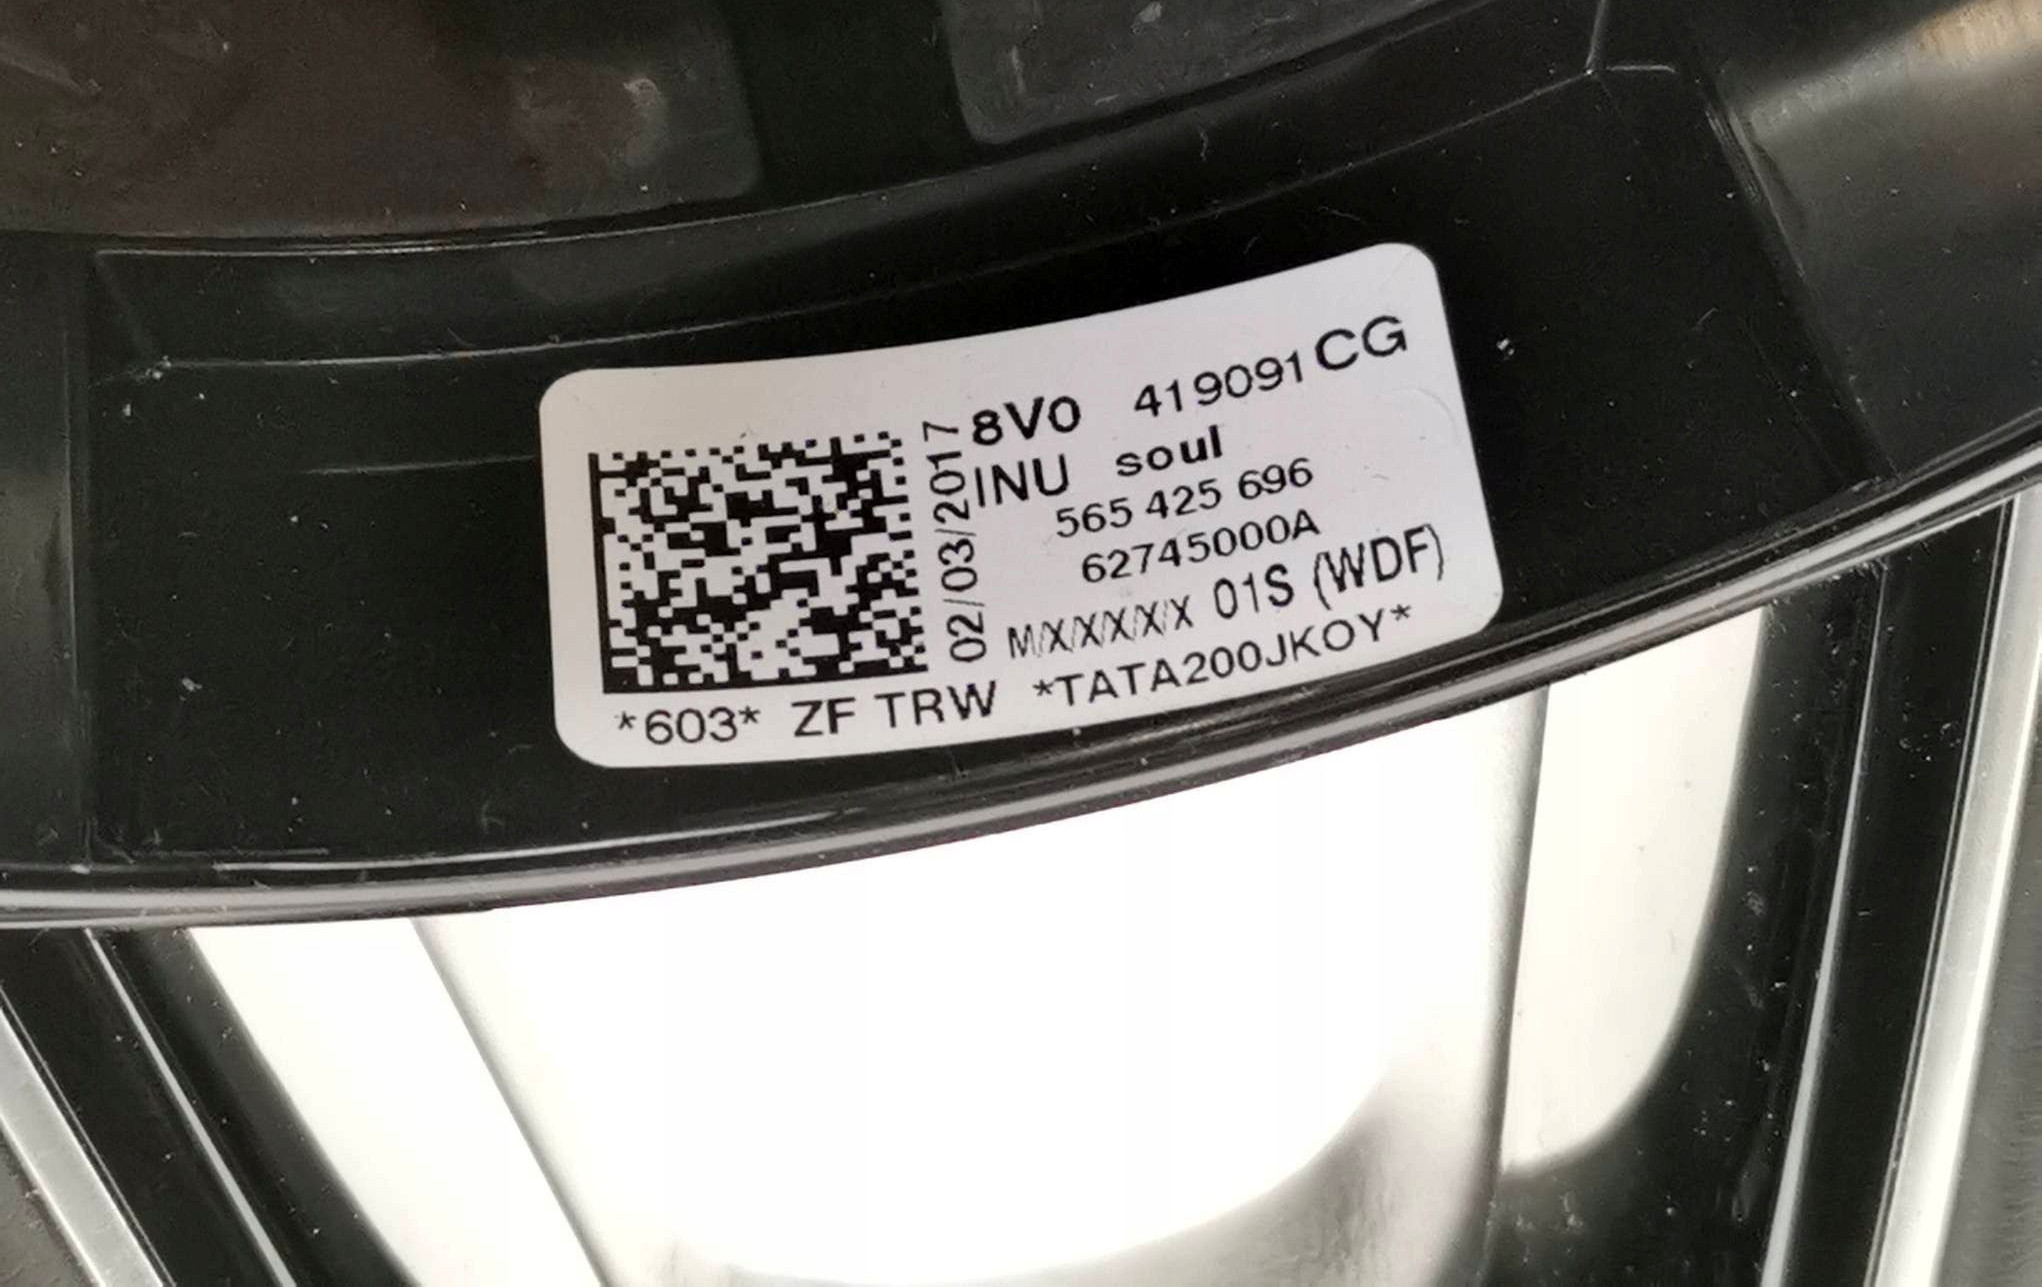 8V0 419091 CG
INU soul
565 425 696
62745000A
M/X/X/X/X/X 01S (WDF)
02/03/2017
*603* ZF TRW *TATA200JKOY*